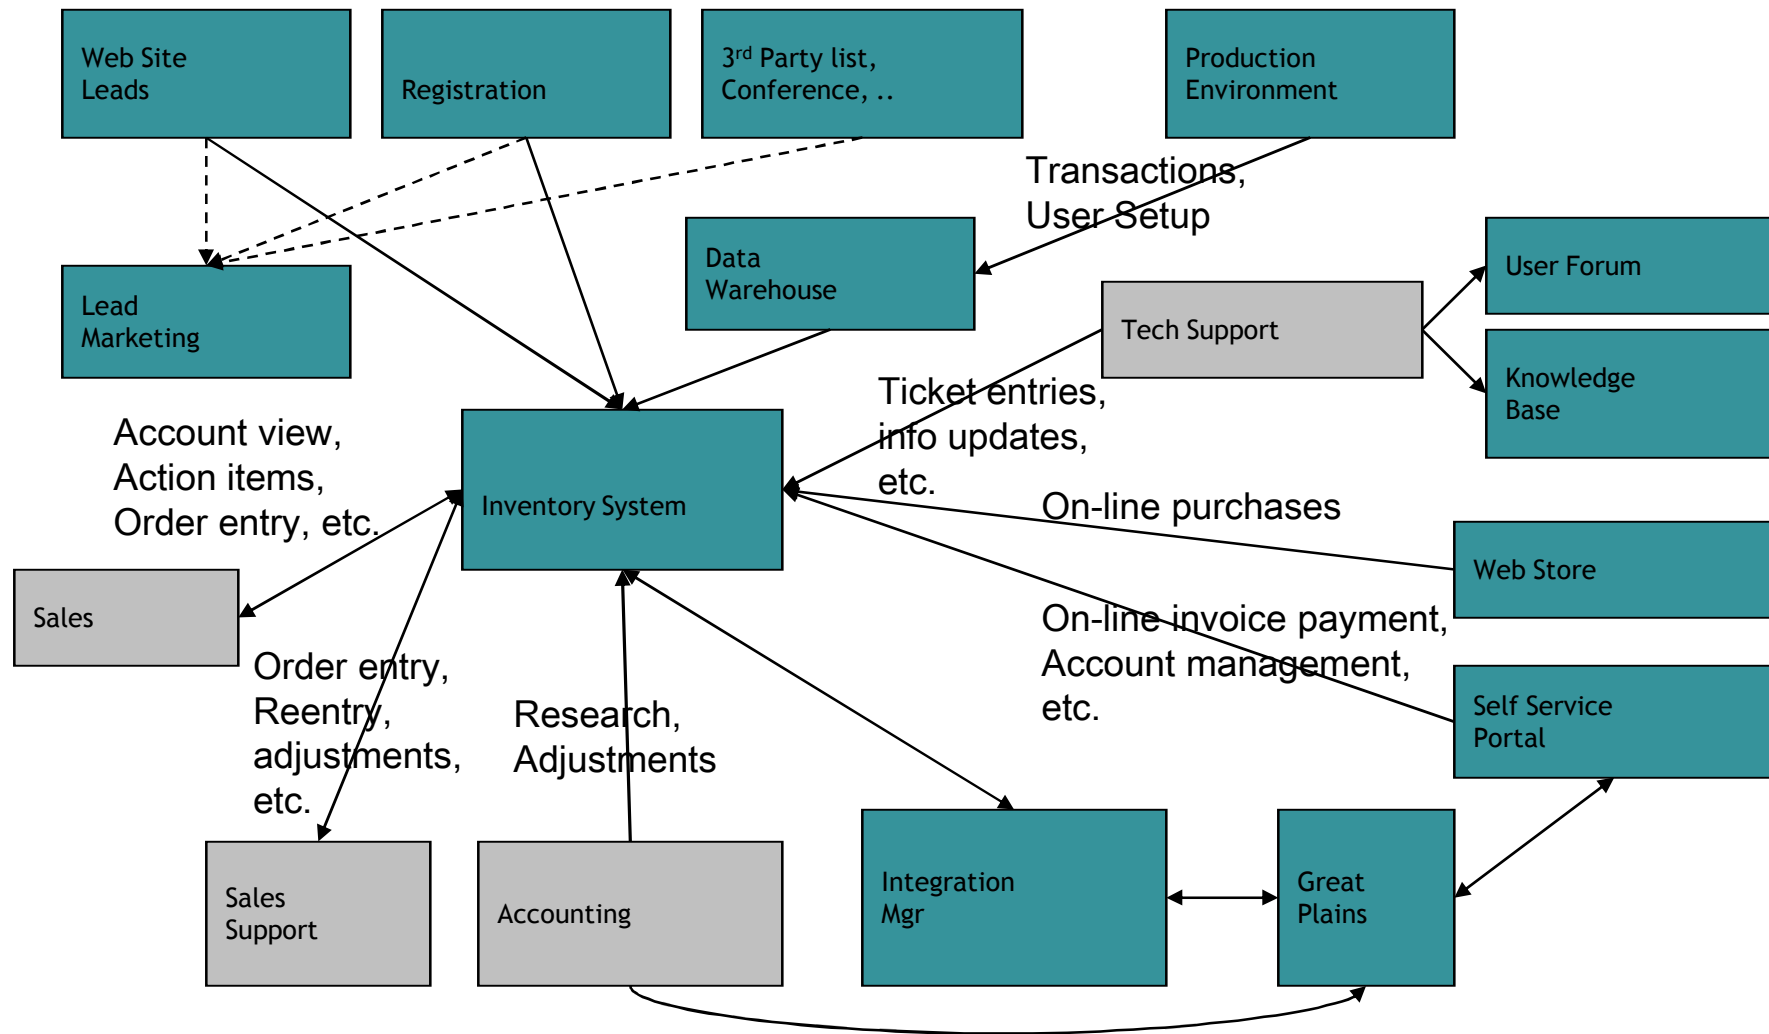 Web Site
Leads
Registration
3rd Party list,
Conference, ..
Production
Environment
Transactions,
User Setup
Data
Warehouse
User Forum
Lead
Marketing
Tech Support
Knowledge
Base
Ticket entries,
info updates,
etc.
Account view,
Action items,
Order entry, etc.
Inventory System
On-line purchases
Web Store
Sales
On-line invoice payment,
Account management,
etc.
Order entry,
Reentry,
adjustments,
etc.
Research,
Adjustments
Self Service
Portal
Sales
Support
Accounting
Integration
Mgr
Great
Plains